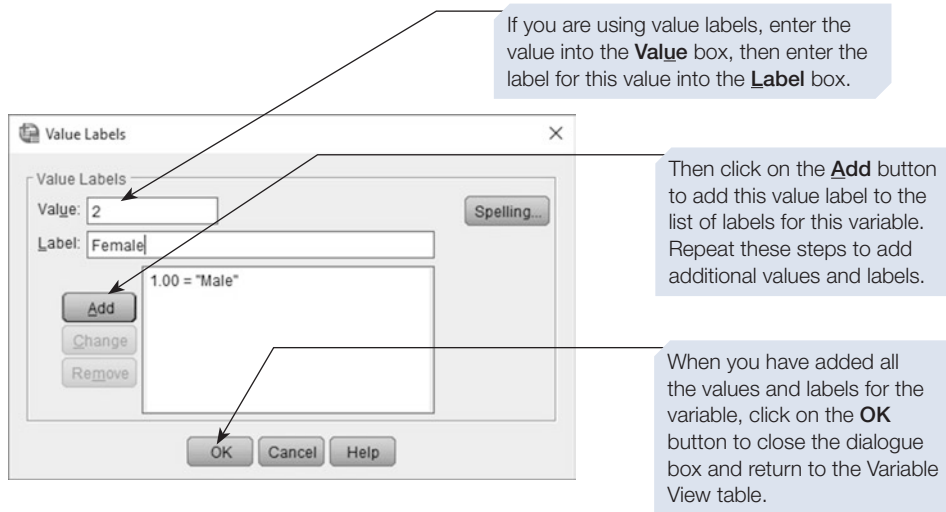 If you are using value labels, enter the
value into the Value box, then enter the
label for this value into the Label box.
Value Labels
Value Labels
Value: 2
Spelling...
Label: Female
1.00 = "Male"
Add
Change
Remove
OK Cancel Help
Then click on the Add button
to add this value label to the
list of labels for this variable.
Repeat these steps to add
additional values and labels.
When you have added all
the values and labels for the
variable, click on the OK
button to close the dialogue
box and return to the Variable
View table.